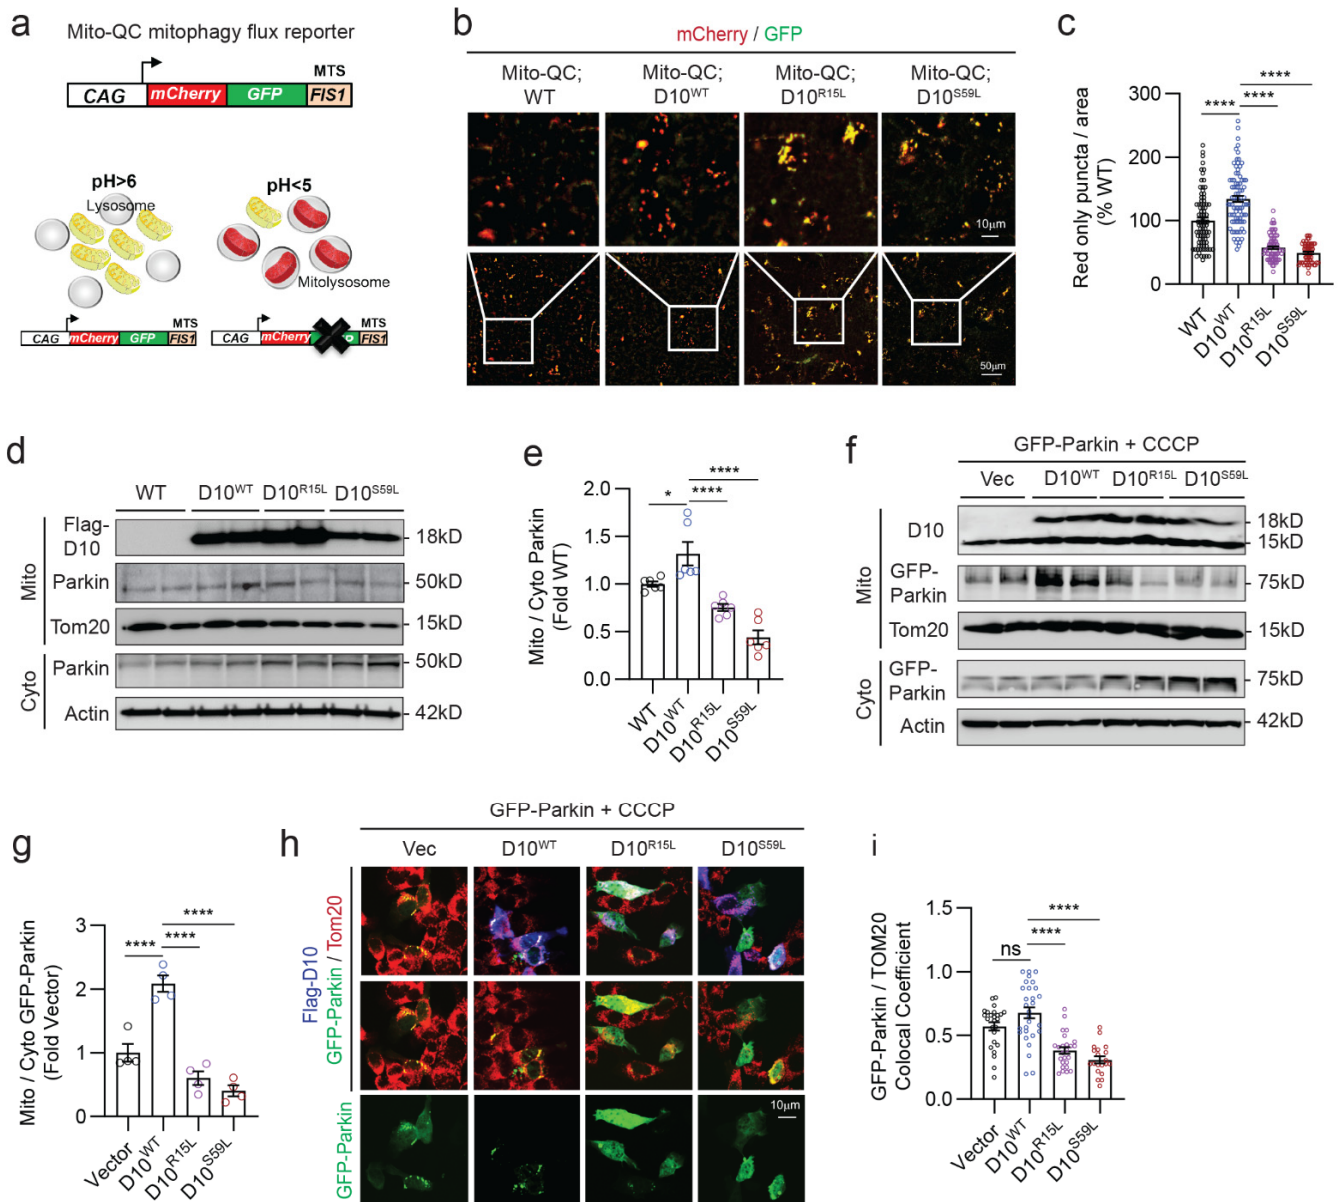 a
Mito-QC mitophagy flux reporter
MTS
CAG mCherry GFP FIS1
pH>6
Lysosome
pH<5
Mitolysosome
MTS
CAG mCherry GFP FIS1
MTS
CAG mCherry FIS1
b
mCherry / GFP
Mito-QC; WT
Mito-QC; D10WT
Mito-QC; D10R15L
Mito-QC; D10S59L
10μm
50μm
c
Red only puncta / area
(% WT)
300
200
100
0
****
****
****
WT
D10WT
D10R15L
D10S59L
d
WT D10WT D10R15L D10S59L
Mito
Flag-
D10
18kD
Parkin 50kD
Tom20 15kD
Cyto
Parkin 50kD
Actin 42kD
e
Mito / Cyto Parkin
(Fold WT)
2.0
1.5
1.0
0.5
0.0
****
* ****
WT
D10WT
D10R15L
D10S59L
f
GFP-Parkin + CCCP
Vec D10WT D10R15L D10S59L
Mito
D10 18kD
15kD
GFP-
Parkin 75kD
Tom20 15kD
Cyto
GFP-
Parkin 75kD
Actin 42kD
g
Mito / Cyto GFP-Parkin
(Fold Vector)
3
2
1
0
****
****
****
Vector
D10WT
D10R15L
D10S59L
h
GFP-Parkin + CCCP
Vec D10WT D10R15L D10S59L
Flag-D10
GFP-Parkin / Tom20
GFP-Parkin
10μm
i
GFP-Parkin / TOM20
Colocal Coefficient
1.5
1.0
0.5
0.0
****
ns ****
Vector
D10WT
D10R15L
D10S59L